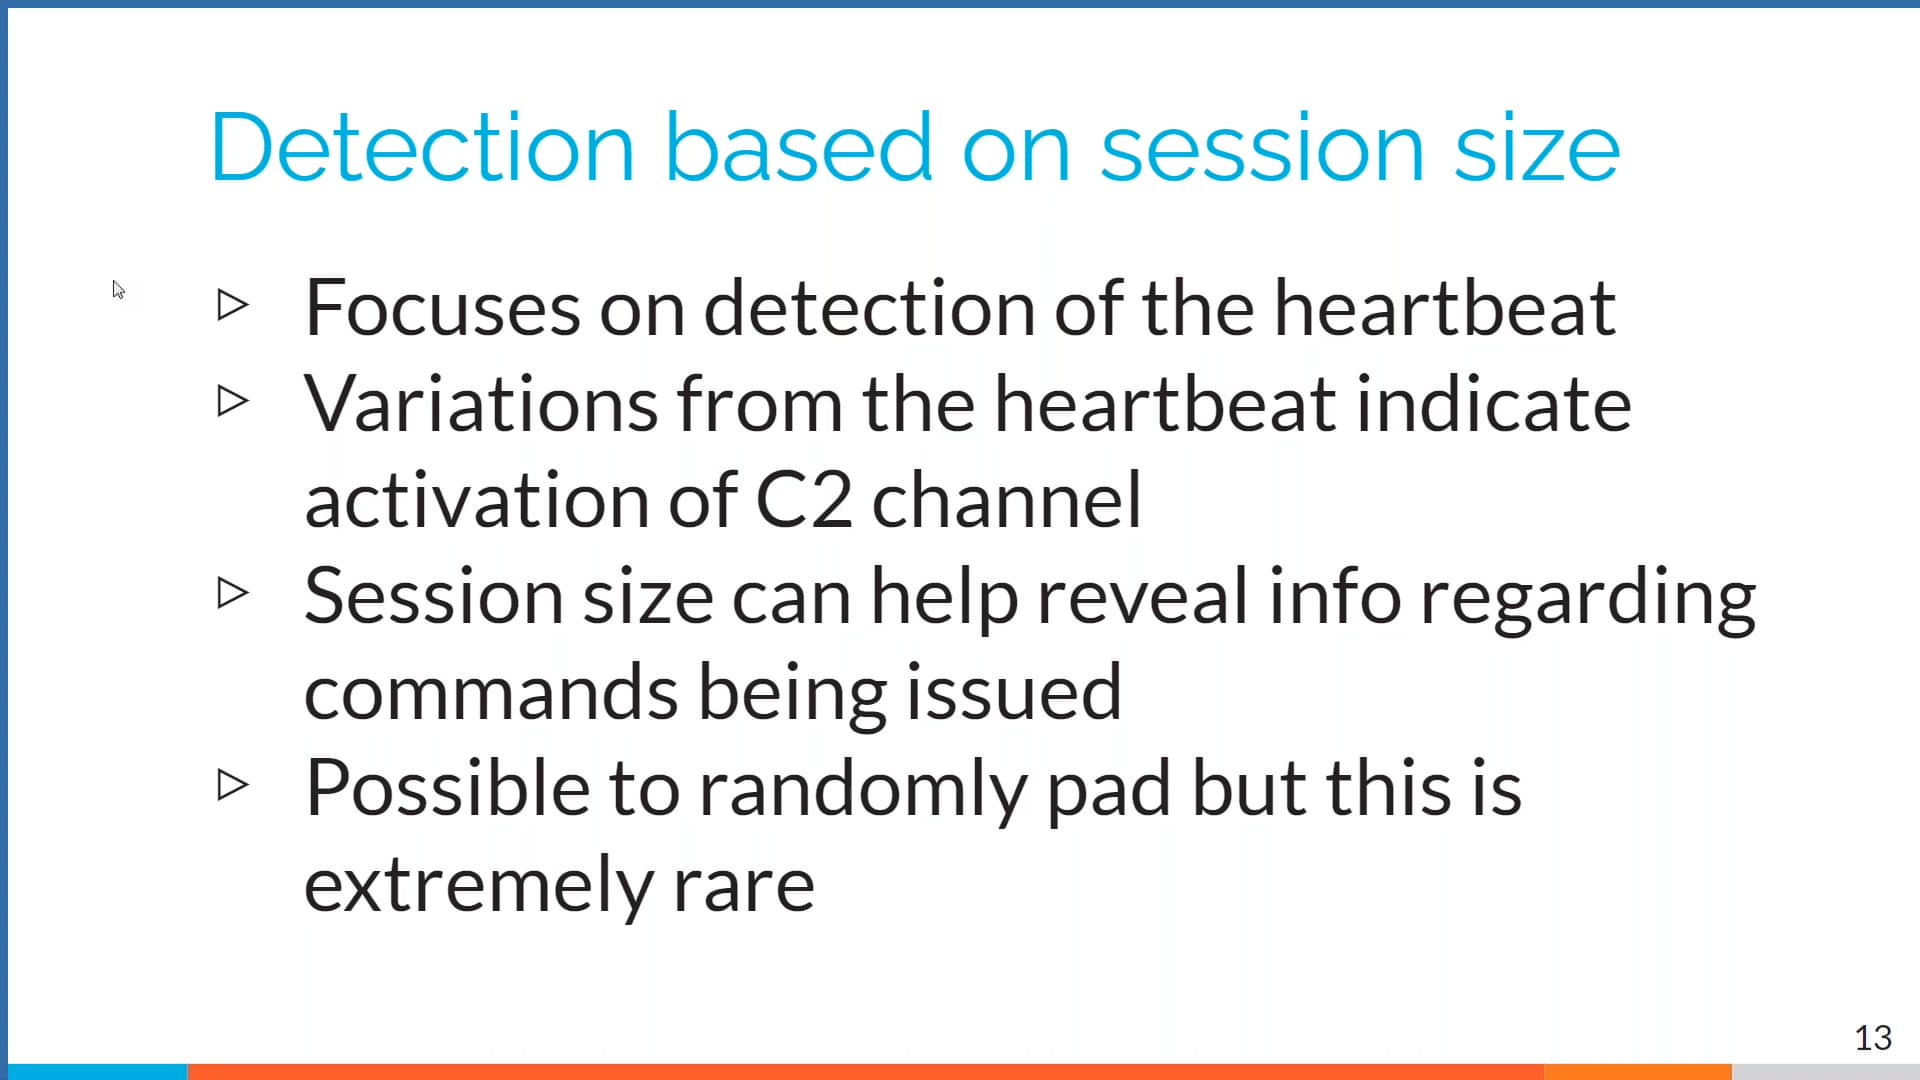 Detection based on session size
▷ Focuses on detection of the heartbeat
▷ Variations from the heartbeat indicate
activation of C2 channel
▷ Session size can help reveal info regarding
commands being issued
▷ Possible to randomly pad but this is
extremely rare
13